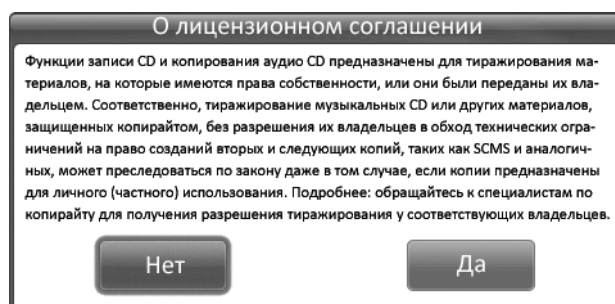 О лицензионном соглашении
Функции записи CD и копирования аудио CD предназначены для тиражирования ма-
териалов, на которые имеются права собственности, или они были переданы их вла-
дельцем. Соответственно, тиражирование музыкальных CD или других материалов,
защищенных копирайтом, без разрешения их владельцев в обход технических огра-
ничений на право созданий вторых и следующих копий, таких как SCMS и аналогич-
ных, может преследоваться по закону даже в том случае, если копии предназначены
для личного (частного) использования. Подробнее: обращайтесь к специалистам по
копирайту для получения разрешения тиражирования у соответствующих владельцев.
Нет Да